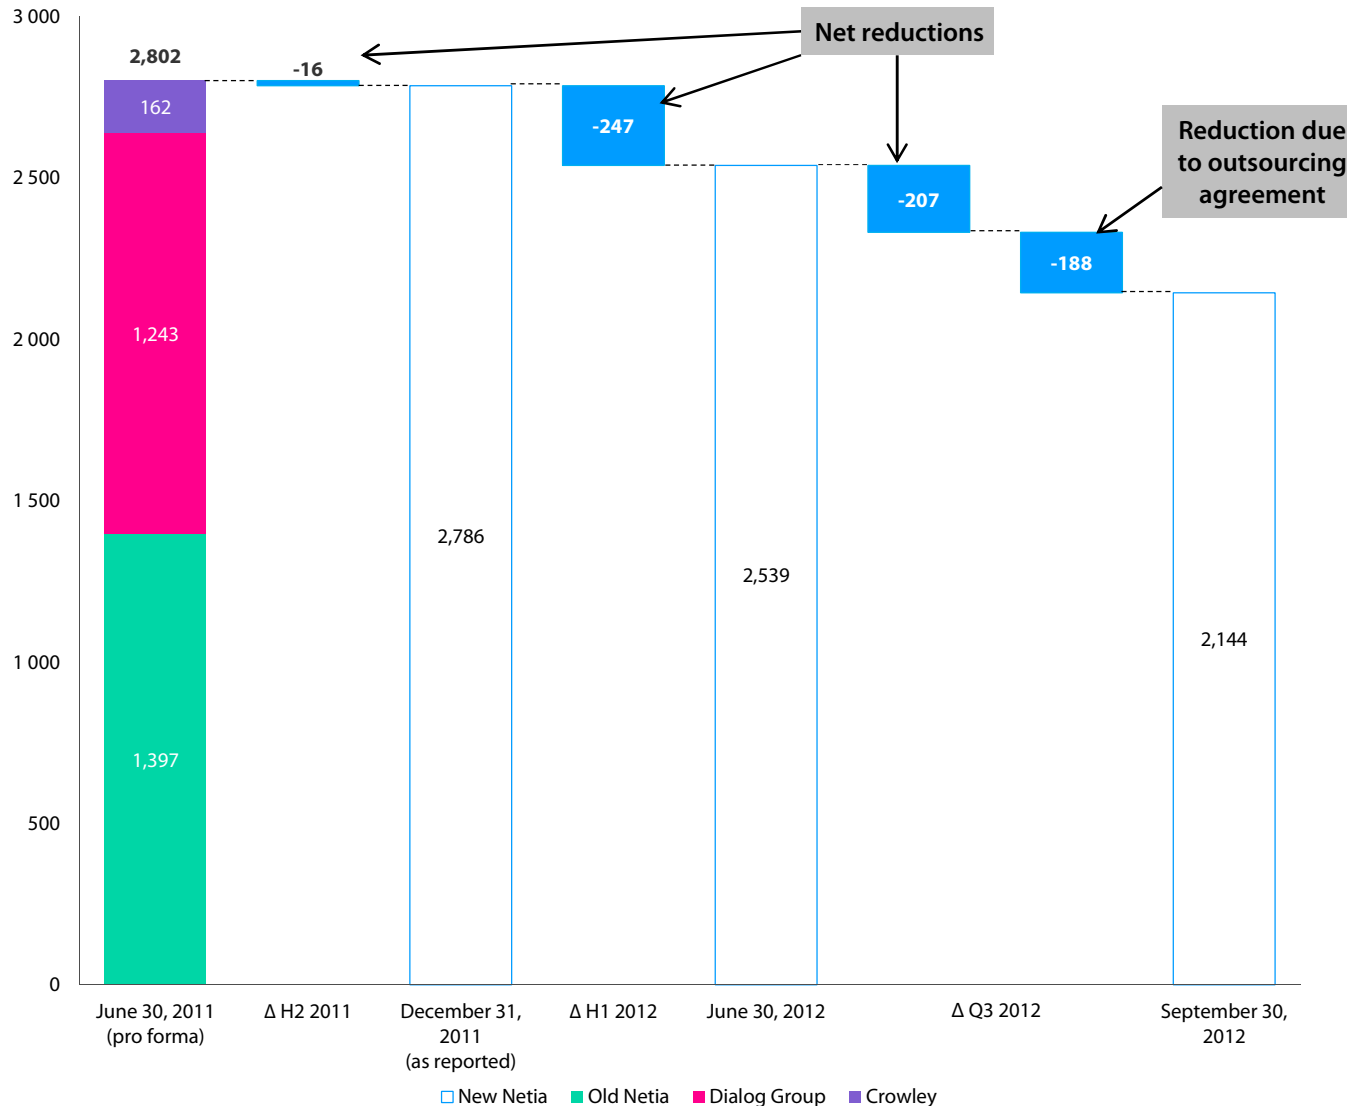 3 000
2 500
2 000
1 500
1 000
500
0
Net reductions
Reduction due
to outsourcing
agreement
2,802
162
1,243
1,397
-16
2,786
-247
2,539
-207
-188
2,144
June 30, 2011
(pro forma)
Δ H2 2011
December 31,
2011
(as reported)
Δ H1 2012
June 30, 2012
Δ Q3 2012
September 30,
2012
New Netia
Old Netia
Dialog Group
Crowley